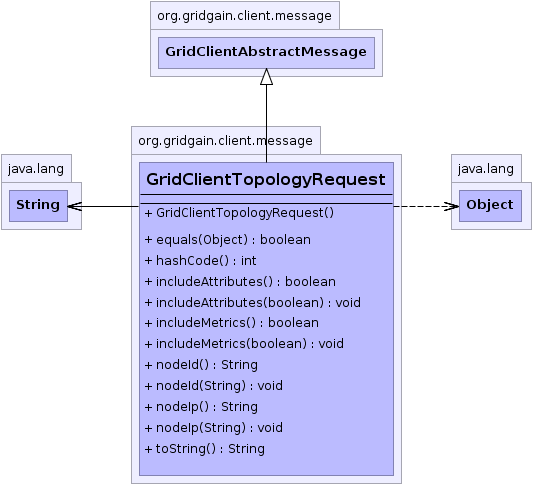 org.gridgain.client.message
GridClientAbstractMessage
org.gridgain.client.message
java.lang
String
GridClientTopologyRequest
+ GridClientTopologyRequest()
+ equals(Object) : boolean
+ hashCode() : int
+ includeAttributes() : boolean
+ includeAttributes(boolean) : void
+ includeMetrics() : boolean
+ includeMetrics(boolean) : void
+ nodeId() : String
+ nodeId(String) : void
+ nodeIp() : String
+ nodeIp(String) : void
+ toString() : String
java.lang
Object